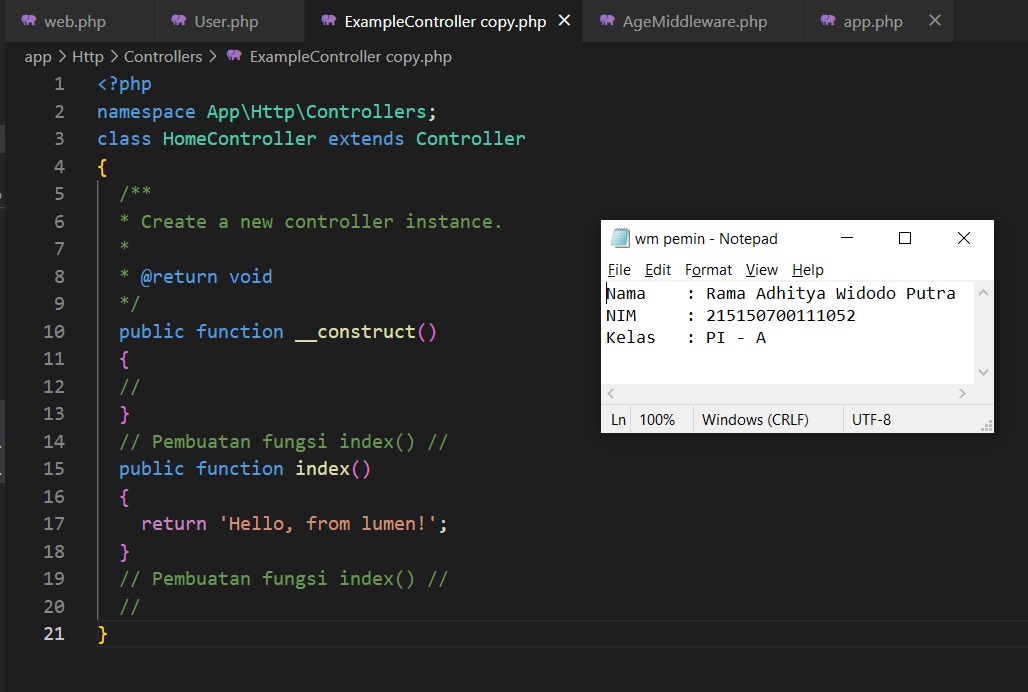 web.php
User.php
ExampleController copy.php
AgeMiddleware.php
app.php
app > Http > Controllers > ExampleController copy.php
1 <?php
2 namespace App\Http\Controllers;
3 class HomeController extends Controller
4 {
5 /**
6 * Create a new controller instance.
7 *
8 * @return void
9 */
10 public function __construct()
11 {
12 //
13 }
14 // Pembuatan fungsi index() //
15 public function index()
16 {
17 return 'Hello, from lumen!';
18 }
19 // Pembuatan fungsi index() //
20 //
21 }
wm pemin - Notepad
File Edit Format View Help
Nama : Rama Adhitya Widodo Putra
NIM : 215150700111052
Kelas : PI - A
Ln 100% Windows (CRLF) UTF-8